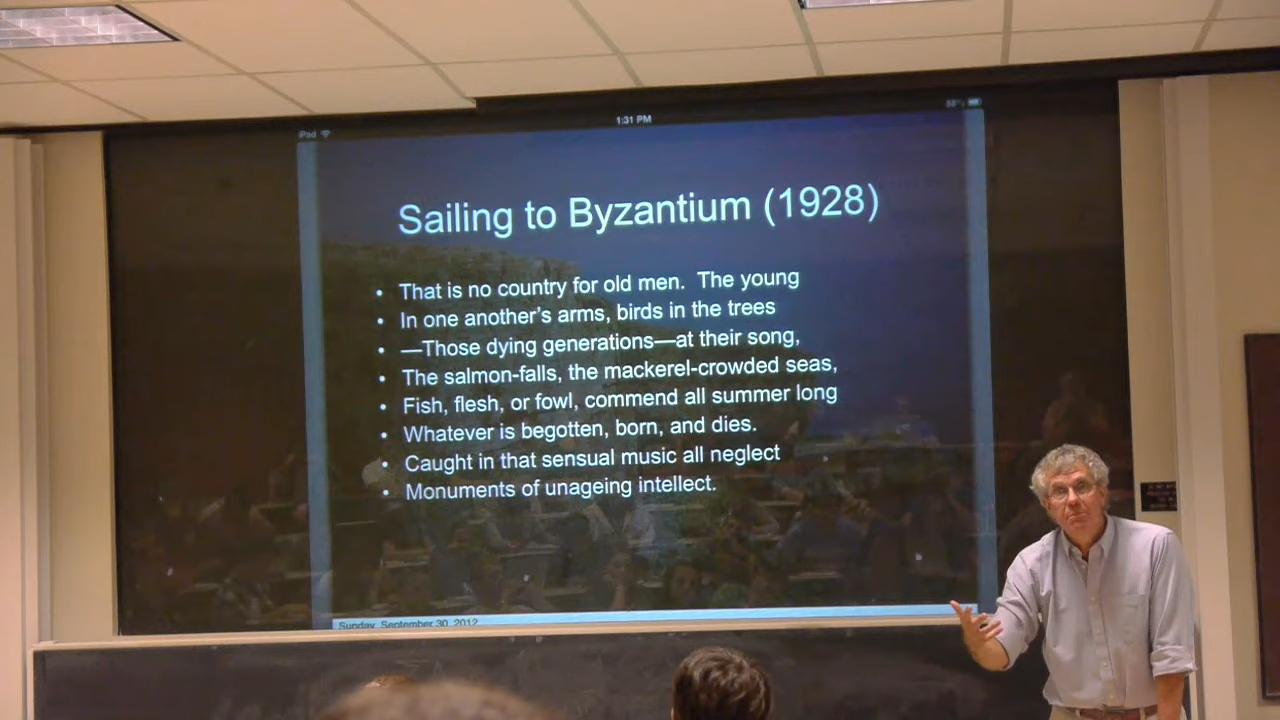 iPad
1:31 PM
Sailing to Byzantium (1928)
• That is no country for old men.  The young
• In one another’s arms, birds in the trees
• —Those dying generations—at their song,
• The salmon-falls, the mackerel-crowded seas,
• Fish, flesh, or fowl, commend all summer long
• Whatever is begotten, born, and dies.
• Caught in that sensual music all neglect
• Monuments of unageing intellect.
Sunday, September 30, 2012